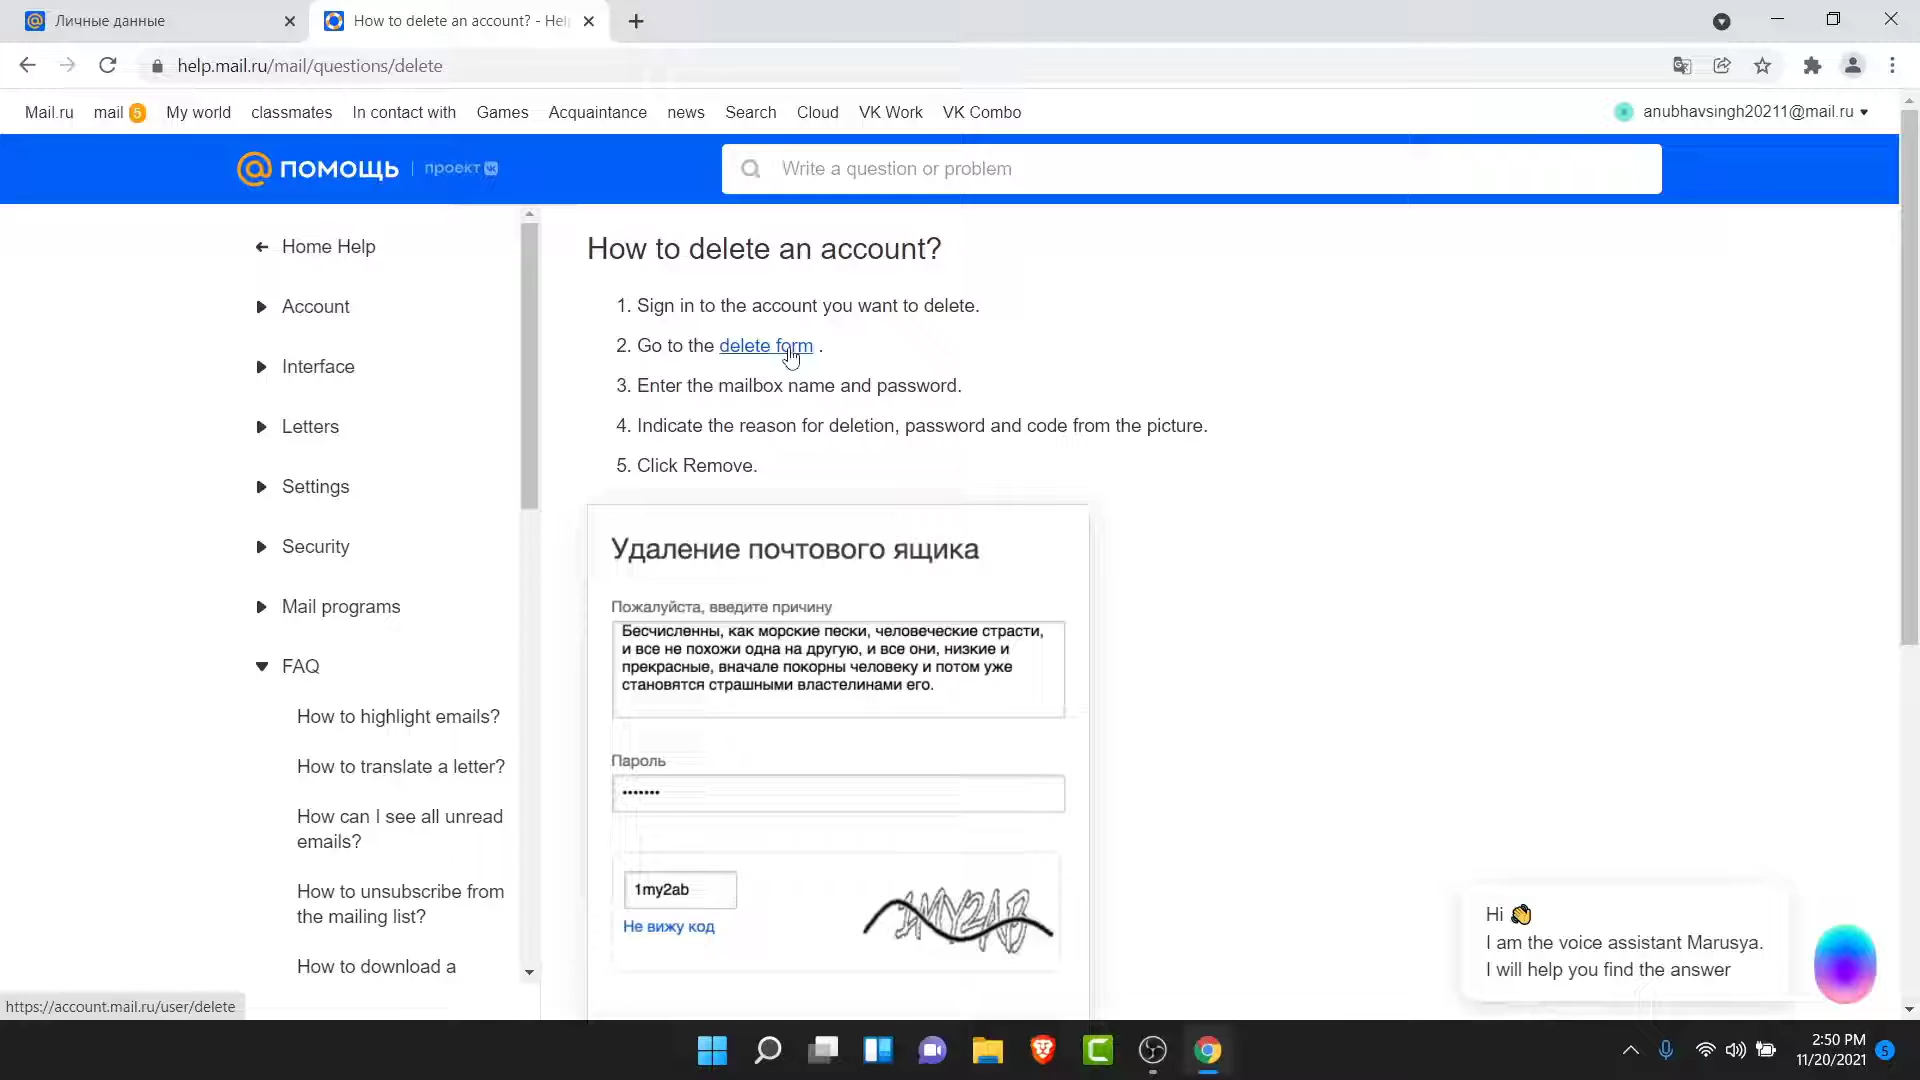 Личные данные
How to delete an account? - Hel
help.mail.ru/mail/questions/delete
Mail.ru mail 5 My world classmates In contact with Games Acquaintance news Search Cloud VK Work VK Combo
anubhavsingh20211@mail.ru
ПОМОЩЬ | проект
Write a question or problem
Home Help
Account
Interface
Letters
Settings
Security
Mail programs
FAQ
How to highlight emails?
How to translate a letter?
How can I see all unread
emails?
How to unsubscribe from
the mailing list?
How to download a
How to delete an account?
1. Sign in to the account you want to delete.
2. Go to the delete form .
3. Enter the mailbox name and password.
4. Indicate the reason for deletion, password and code from the picture.
5. Click Remove.
Удаление почтового ящика
Пожалуйста, введите причину
Бесчисленны, как морские пески, человеческие страсти,
и все не похожи одна на другую, и все они, низкие и
прекрасные, вначале покорны человеку и потом уже
становятся страшными властелинами его.
Пароль
•••••••
1my2ab
Не вижу код
1MY2AB
Hi 👋
I am the voice assistant Marusya.
I will help you find the answer
https://account.mail.ru/user/delete
2:50 PM
11/20/2021
5